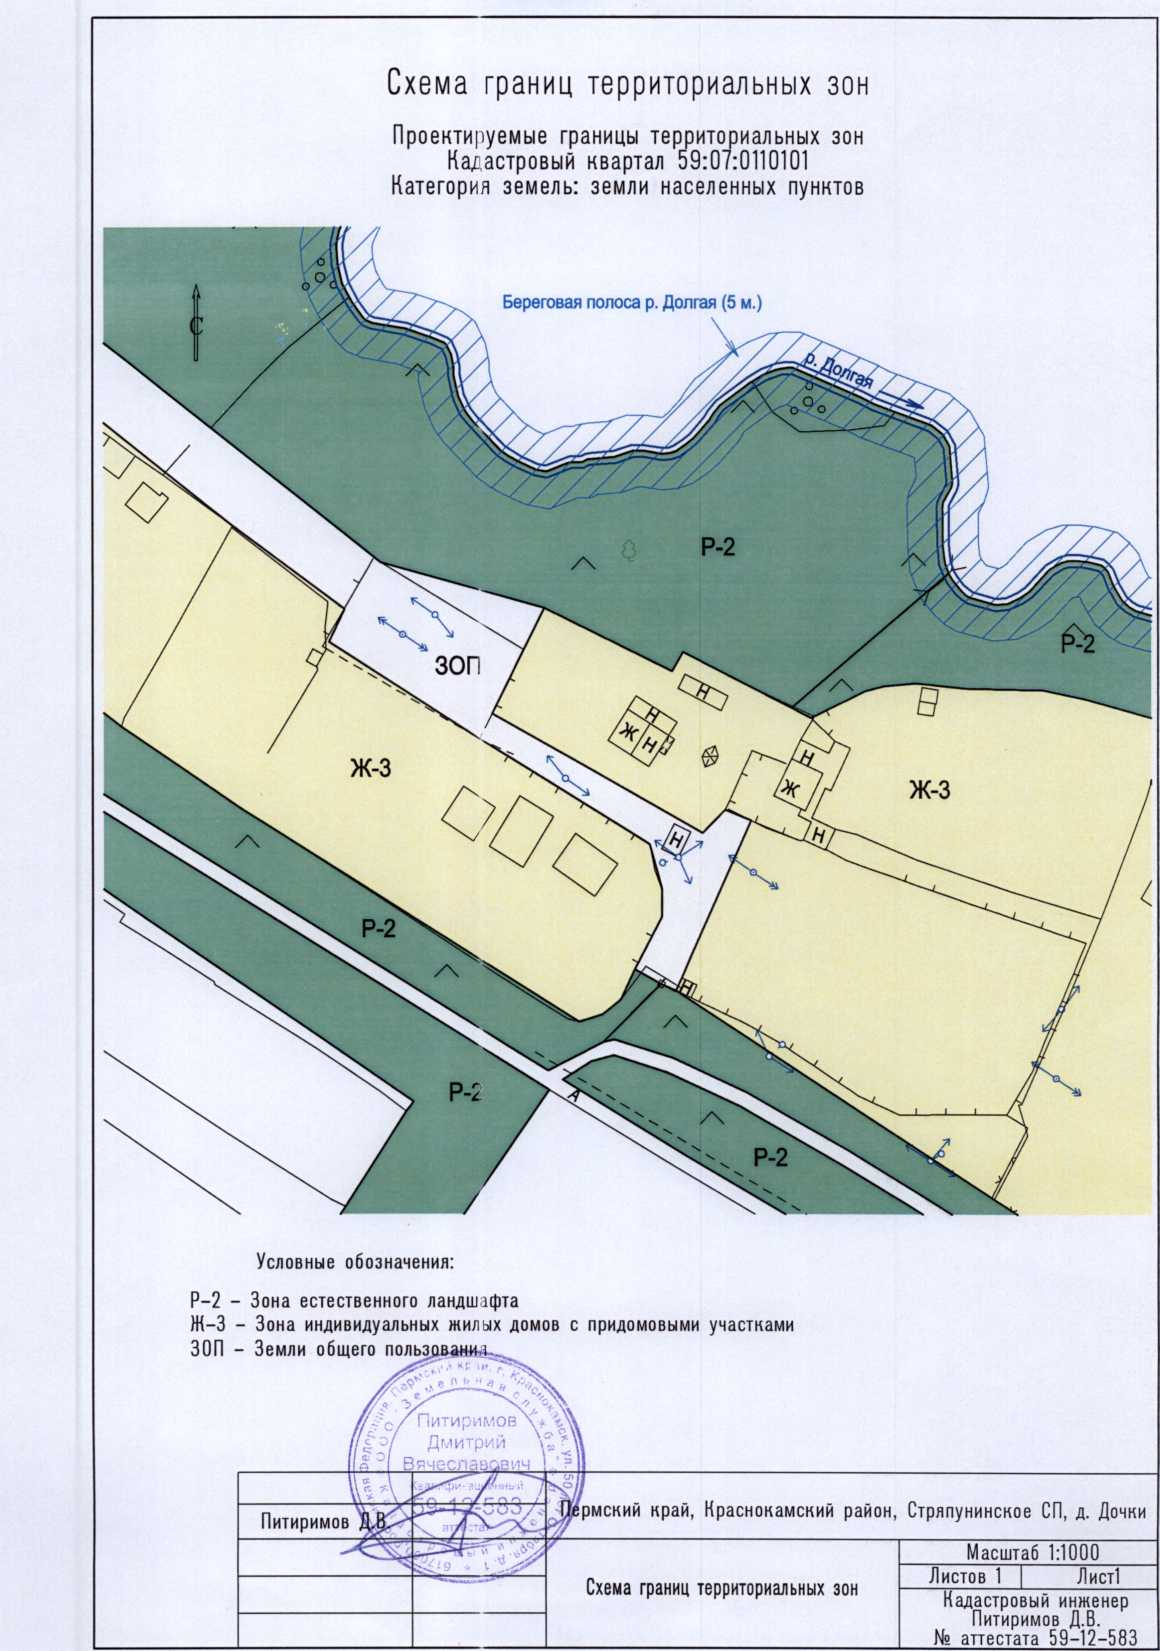 Схема границ территориальных зон
Проектируемые границы территориальных зон
Кадастровый квартал 59:07:0110101
Категория земель: земли населенных пунктов
Береговая полоса р. Долгая (5 м.)
р. Долгая
С
Р-2
Р-2
ЗОП
Н
Н
Ж
Н
Н
Ж
Н
Ж-3
Ж-3
Н
Р-2
Н
Р-2
А
Р-2
Условные обозначения:
Р-2 - Зона естественного ландшафта
Ж-3 - Зона индивидуальных жилых домов с придомовыми участками
ЗОП - Земли общего пользования
Питиримов
Дмитрий
Вячеславович
Квалификационный
59-12-583
аттестат
Питиримов Д.В.
Пермский край, Краснокамский район, Стряпунинское СП, д. Дочки
Схема границ территориальных зон
Масштаб 1:1000
Листов 1 Лист1
Кадастровый инженер
Питиримов Д.В.
№ аттестата 59-12-583